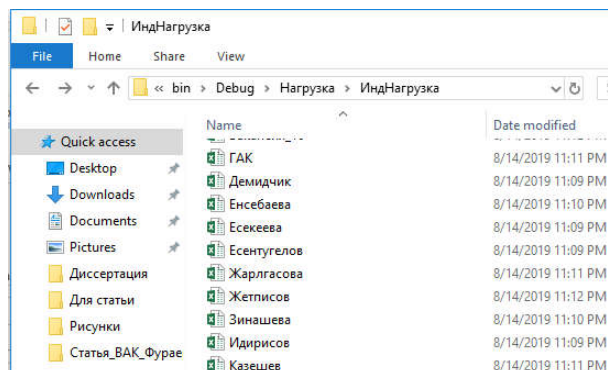 ИндНагрузка
File Home Share View
« bin › Debug › Нагрузка › ИндНагрузка
Name Date modified
Quick access
ГАК 8/14/2019 11:11 PM
Desktop
Демидчик 8/14/2019 11:09 PM
Downloads
Енсебаева 8/14/2019 11:10 PM
Documents
Есекеева 8/14/2019 11:09 PM
Pictures
Есентугелов 8/14/2019 11:09 PM
Диссертация
Жарлгасова 8/14/2019 11:11 PM
Для статьи
Жетписов 8/14/2019 11:12 PM
Рисунки
Зинашева 8/14/2019 11:10 PM
Идирисов 8/14/2019 11:09 PM
Статья_ВАК_Фурае
Казешев 8/14/2019 11:11 PM